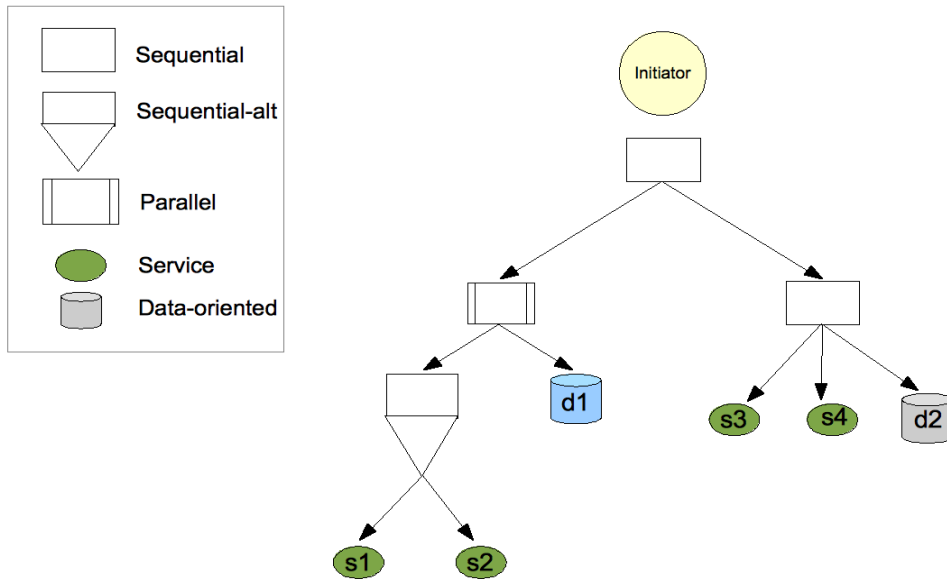 Sequential
Sequential-alt
Parallel
Service
Data-oriented
Initiator
d1
s3
s4
d2
s1
s2